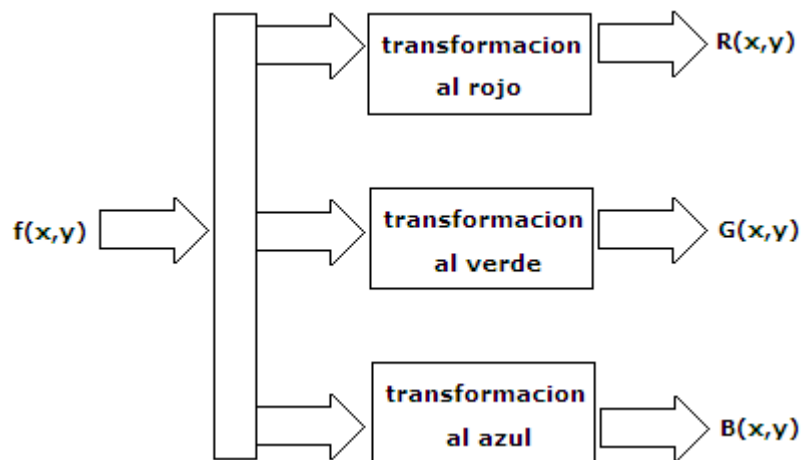 transformacion
al rojo
R(x,y)
f(x,y)
transformacion
al verde
G(x,y)
transformacion
al azul
B(x,y)